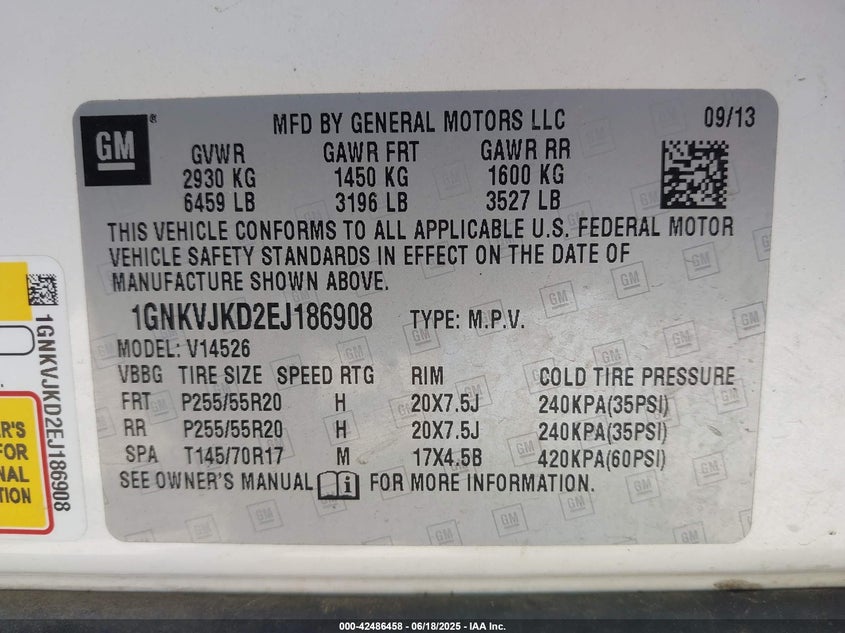 GM
®
MFD BY GENERAL MOTORS LLC
09/13
GVWR GAWR FRT GAWR RR
2930 KG 1450 KG 1600 KG
6459 LB 3196 LB 3527 LB
THIS VEHICLE CONFORMS TO ALL APPLICABLE U.S. FEDERAL MOTOR
VEHICLE SAFETY STANDARDS IN EFFECT ON THE DATE OF
MANUFACTURE SHOWN ABOVE.
1GNKVJKD2EJ186908 TYPE: M.P.V.
MODEL: V14526
VBBG TIRE SIZE SPEED RTG RIM COLD TIRE PRESSURE
FRT P255/55R20 H 20X7.5J 240KPA(35PSI)
RR P255/55R20 H 20X7.5J 240KPA(35PSI)
SPA T145/70R17 M 17X4.5B 420KPA(60PSI)
SEE OWNER'S MANUAL FOR MORE INFORMATION.
1GNKVJKD2EJ186908
ER'S
FOR
NAL
TION
000-42486458 - 06/18/2025 - IAA Inc.